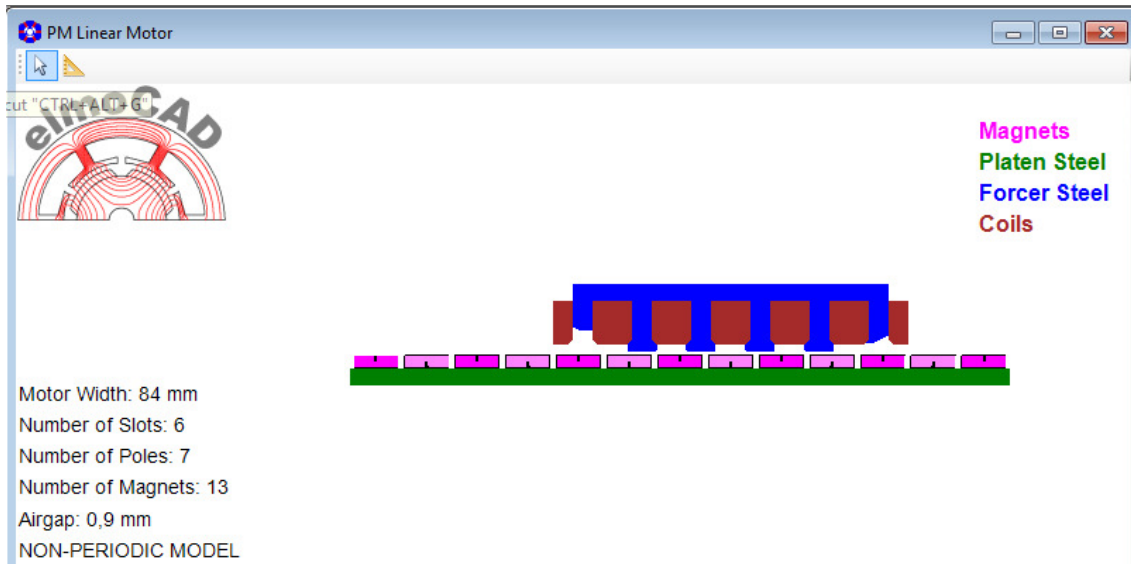 PM Linear Motor
cut "CTRL+ALT+G"
elmoCAD
Magnets
Platen Steel
Forcer Steel
Coils
Motor Width: 84 mm
Number of Slots: 6
Number of Poles: 7
Number of Magnets: 13
Airgap: 0,9 mm
NON-PERIODIC MODEL